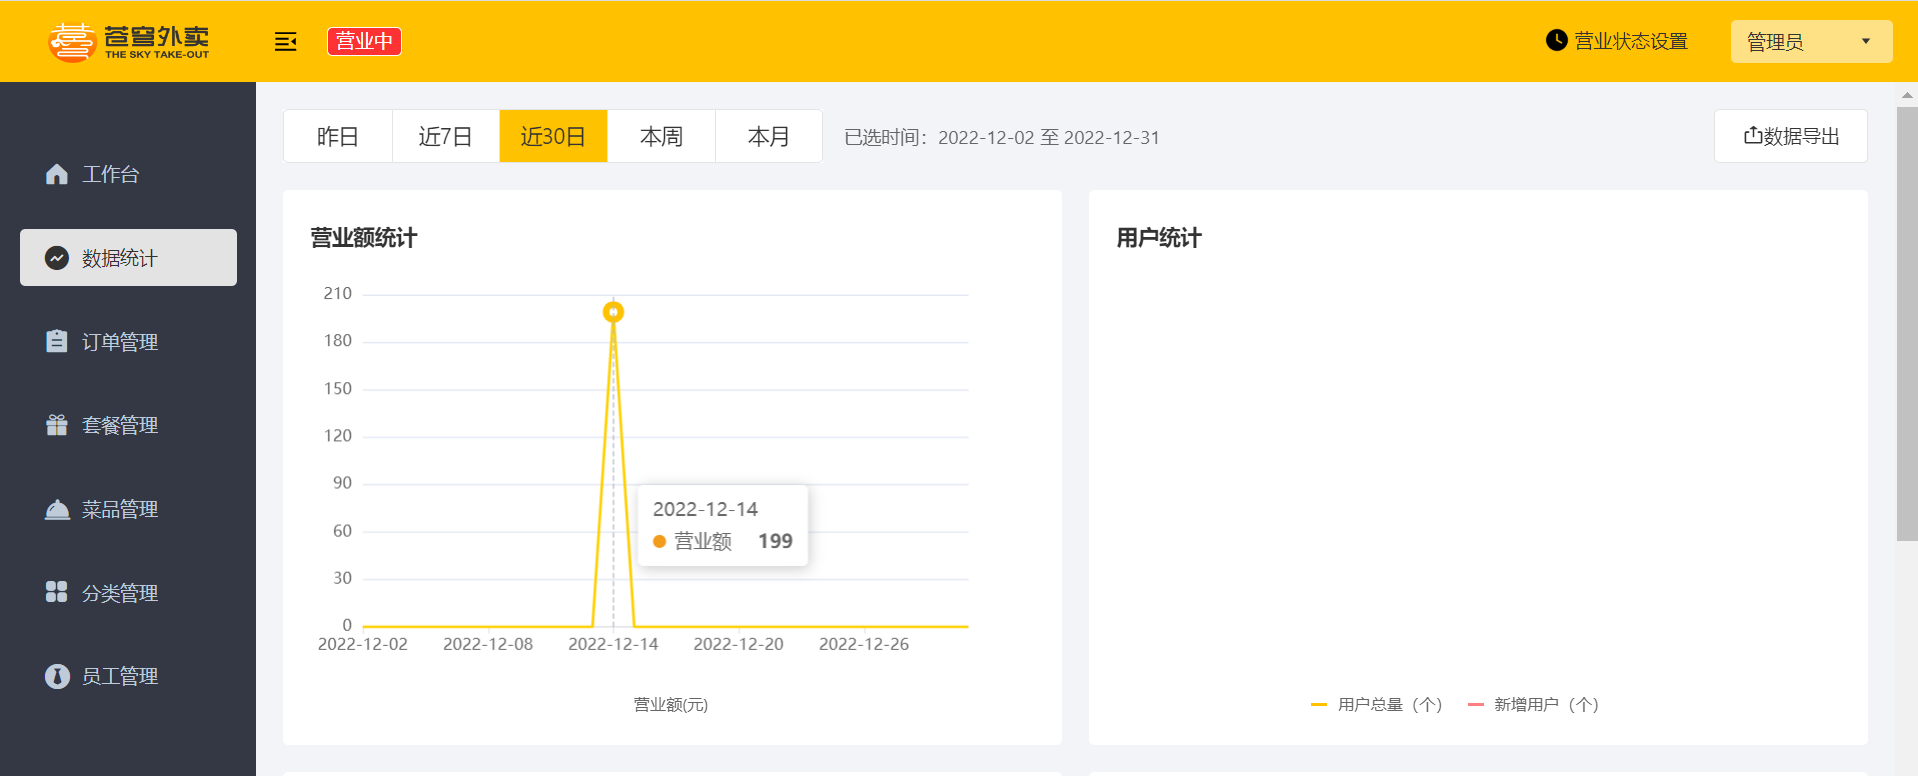 苍穹外卖
THE SKY TAKE-OUT
营业中
营业状态设置
管理员
工作台
数据统计
订单管理
套餐管理
菜品管理
分类管理
员工管理
昨日
近7日
近30日
本周
本月
已选时间：2022-12-02 至 2022-12-31
数据导出
营业额统计
210
180
150
120
90
60
30
0
2022-12-02
2022-12-08
2022-12-14
2022-12-20
2022-12-26
2022-12-14
营业额 199
营业额(元)
用户统计
用户总量（个）
新增用户（个）